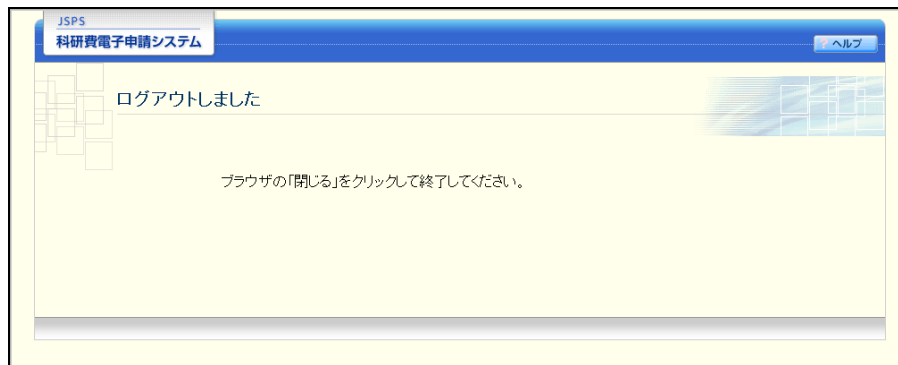 JSPS
科研費電子申請システム
? ヘルプ
ログアウトしました
ブラウザの「閉じる」をクリックして終了してください。